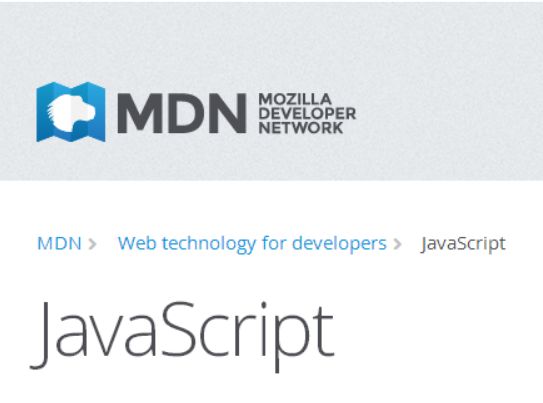 MDN MOZILLA
DEVELOPER
NETWORK
MDN > Web technology for developers > JavaScript
JavaScript